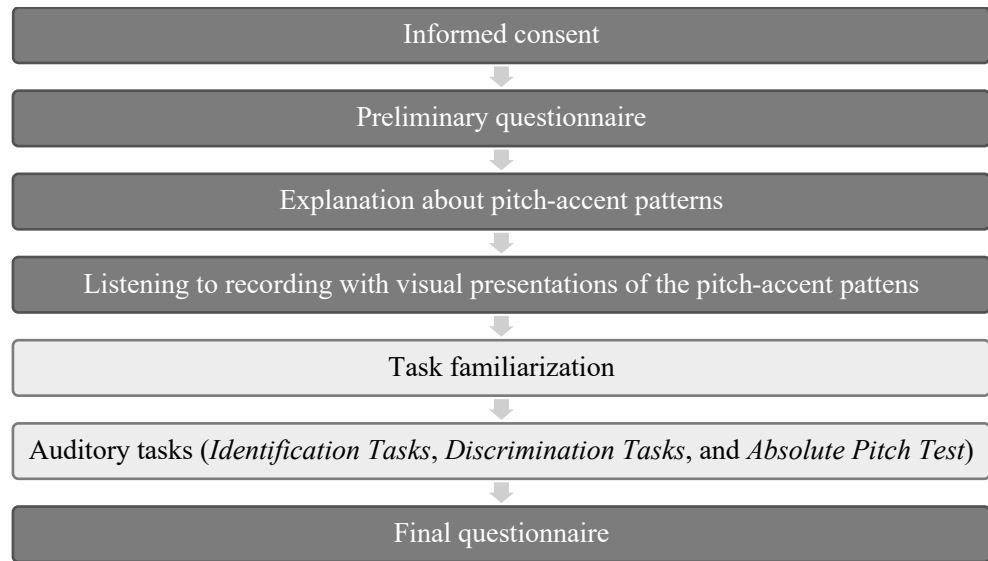 Informed consent
Preliminary questionnaire
Explanation about pitch-accent patterns
Listening to recording with visual presentations of the pitch-accent pattens
Task familiarization
Auditory tasks (Identification Tasks, Discrimination Tasks, and Absolute Pitch Test)
Final questionnaire